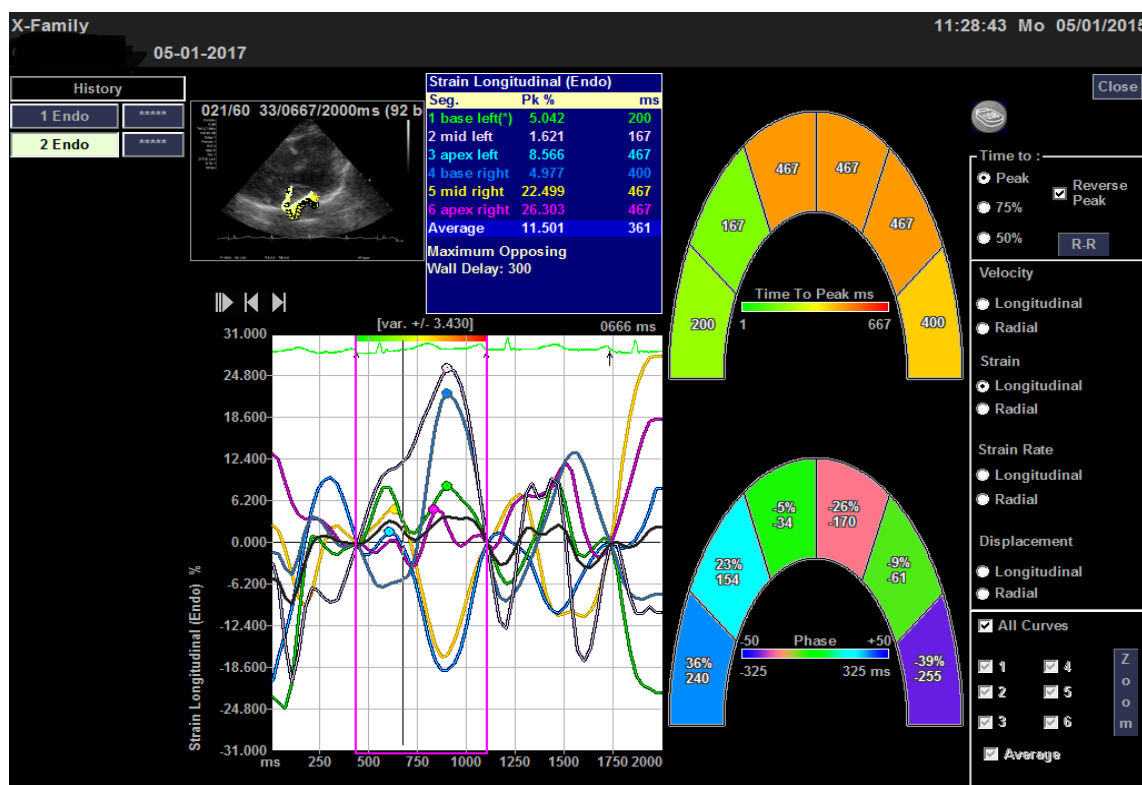 X-Family
11:28:43 Mo 05/01/2015
05-01-2017
History
1 Endo *****
2 Endo *****
021/60 33/0667/2000ms (92 b
Strain Longitudinal (Endo)
Seg. Pk % ms
1 base left(*) 5.042 200
2 mid left 1.621 167
3 apex left 8.566 467
4 base right 4.977 400
5 mid right 22.499 467
6 apex right 26.303 467
Average 11.501 361
Maximum Opposing
Wall Delay: 300
467 467
167 467
200 400
Time To Peak ms
1 667
Close
Time to :
Peak
Reverse Peak
75%
50%
R-R
Velocity
Longitudinal
Radial
Strain
Longitudinal
Radial
Strain Rate
Longitudinal
Radial
Displacement
Longitudinal
Radial
All Curves
1 4
2 5
3 6
Average
Zoom
[var. +/- 3.430] 0666 ms
31.000
24.800
18.600
12.400
6.200
0.000
-6.200
-12.400
-18.600
-24.800
-31.000
Strain Longitudinal (Endo) %
ms 250 500 750 1000 1250 1500 1750 2000
-5% -26%
-34 -170
23% -9%
154 -61
36% -39%
240 -255
-50 Phase +50
-325 325 ms